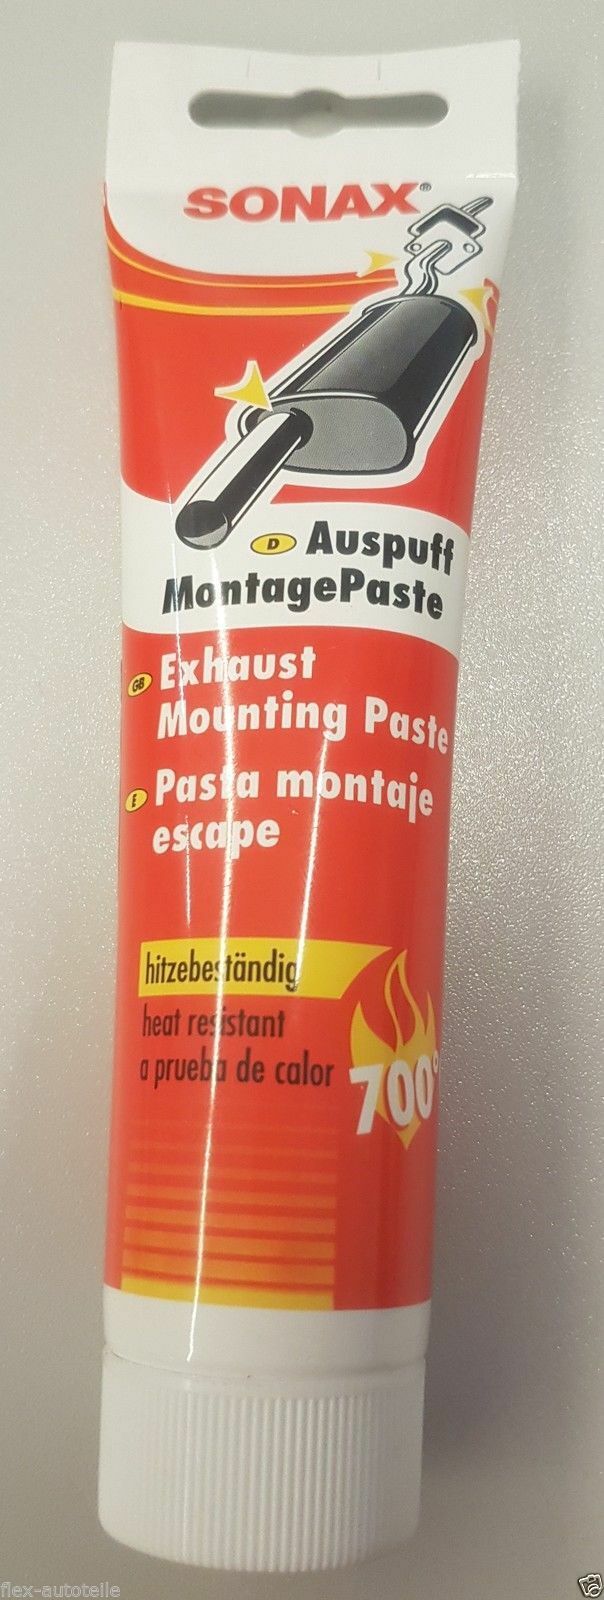 SONAX®
D Auspuff
MontagePaste
GB Exhaust
Mounting Paste
E Pasta montaje
escape
hitzebeständig
heat resistant
a prueba de calor
700°
flex-autoteile